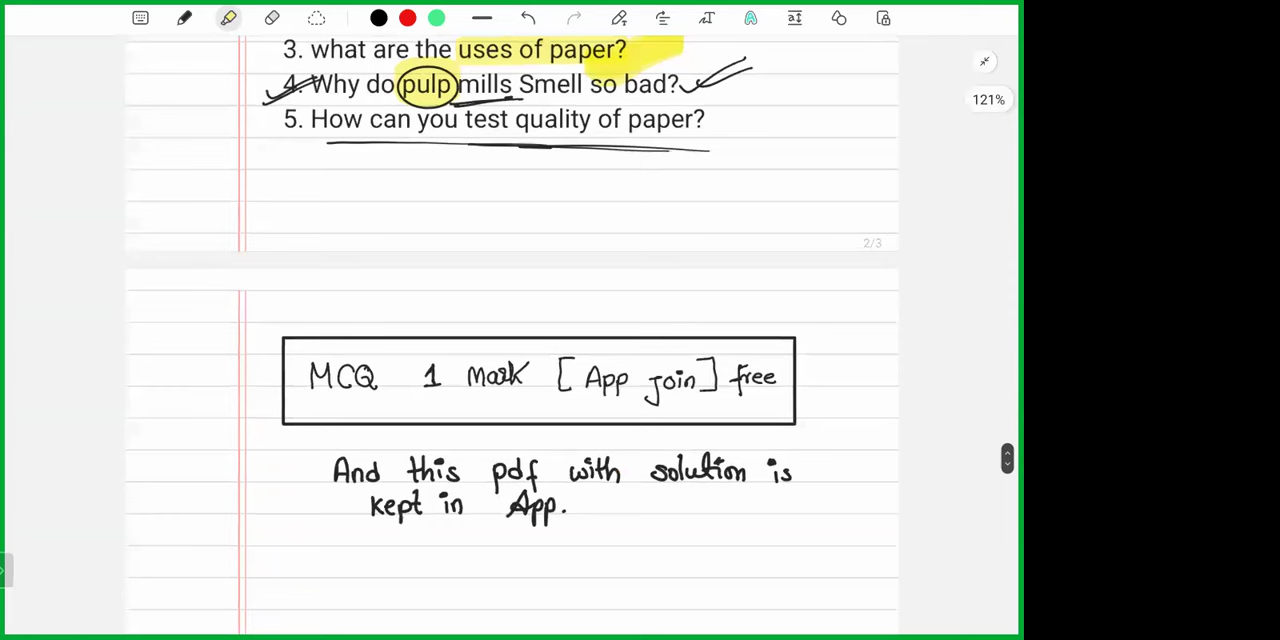 121%
3. what are the uses of paper?
4. Why do pulp mills Smell so bad?
5. How can you test quality of paper?
2/3
MCQ 1 Mark [App join] free
And this pdf with solution is
kept in App.